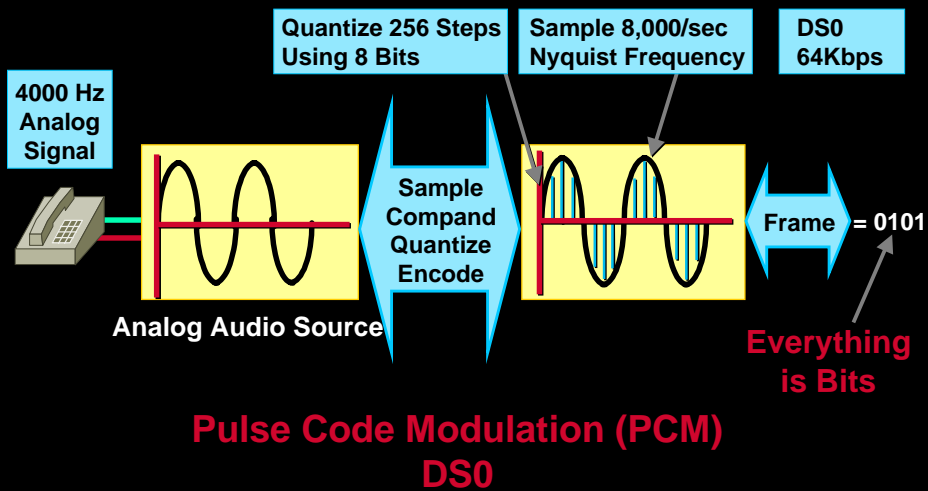 Quantize 256 Steps
Using 8 Bits
Sample 8,000/sec
Nyquist Frequency
DS0
64Kbps
4000 Hz
Analog
Signal
Sample
Compand
Quantize
Encode
Frame
= 0101
Analog Audio Source
Everything
is Bits
Pulse Code Modulation (PCM)
DS0